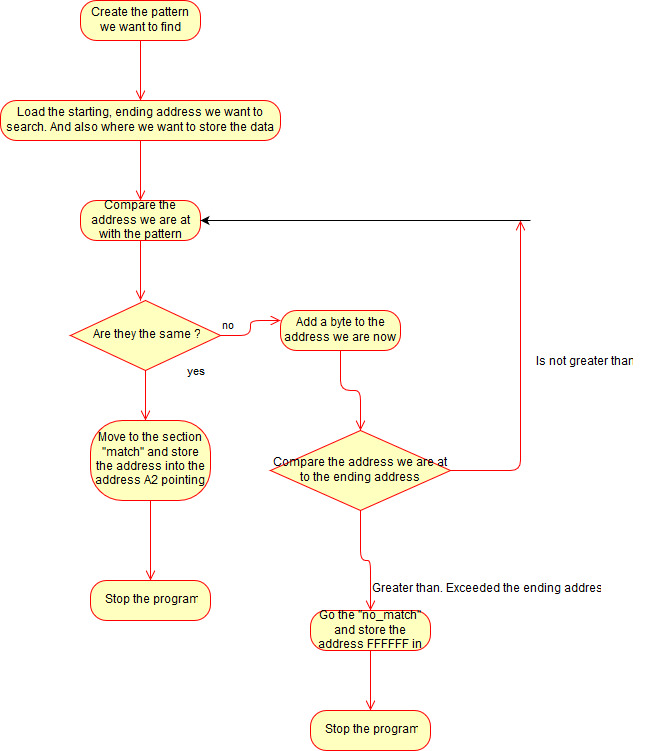 Create the pattern
we want to find
Load the starting, ending address we want to
search. And also where we want to store the data
Compare the
address we are at
with the pattern
Are they the same ?
no
Add a byte to the
address we are now
Is not greater than
yes
Move to the section
"match" and store
the address into the
address A2 pointing
Compare the address we are at
to the ending address
Stop the program
Greater than. Exceeded the ending addres
Go the "no_match"
and store the
address FFFFFF in
Stop the program